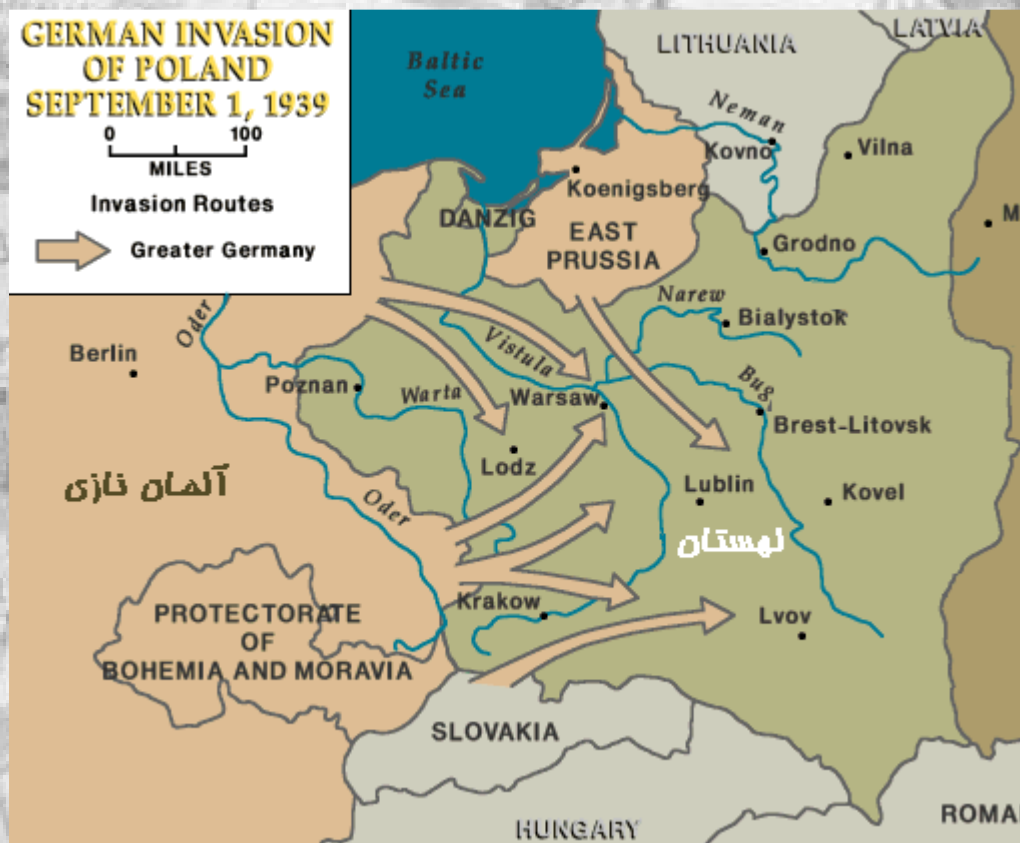 GERMAN INVASION
OF POLAND
SEPTEMBER 1, 1939
0 100
MILES
Invasion Routes
Greater Germany
Baltic
Sea
LITHUANIA
LATVIA
Neman
Kovno
Vilna
Koenigsberg
DANZIG
EAST
PRUSSIA
Grodno
M
Oder
Narew
Bialystok
Berlin
Vistula
Poznan
Warta
Warsaw
Bug
Brest-Litovsk
Lodz
آلمان نازی
Oder
Lublin
Kovel
لهستان
PROTECTORATE
OF
BOHEMIA AND MORAVIA
Krakow
Lvov
SLOVAKIA
HUNGARY
ROMA